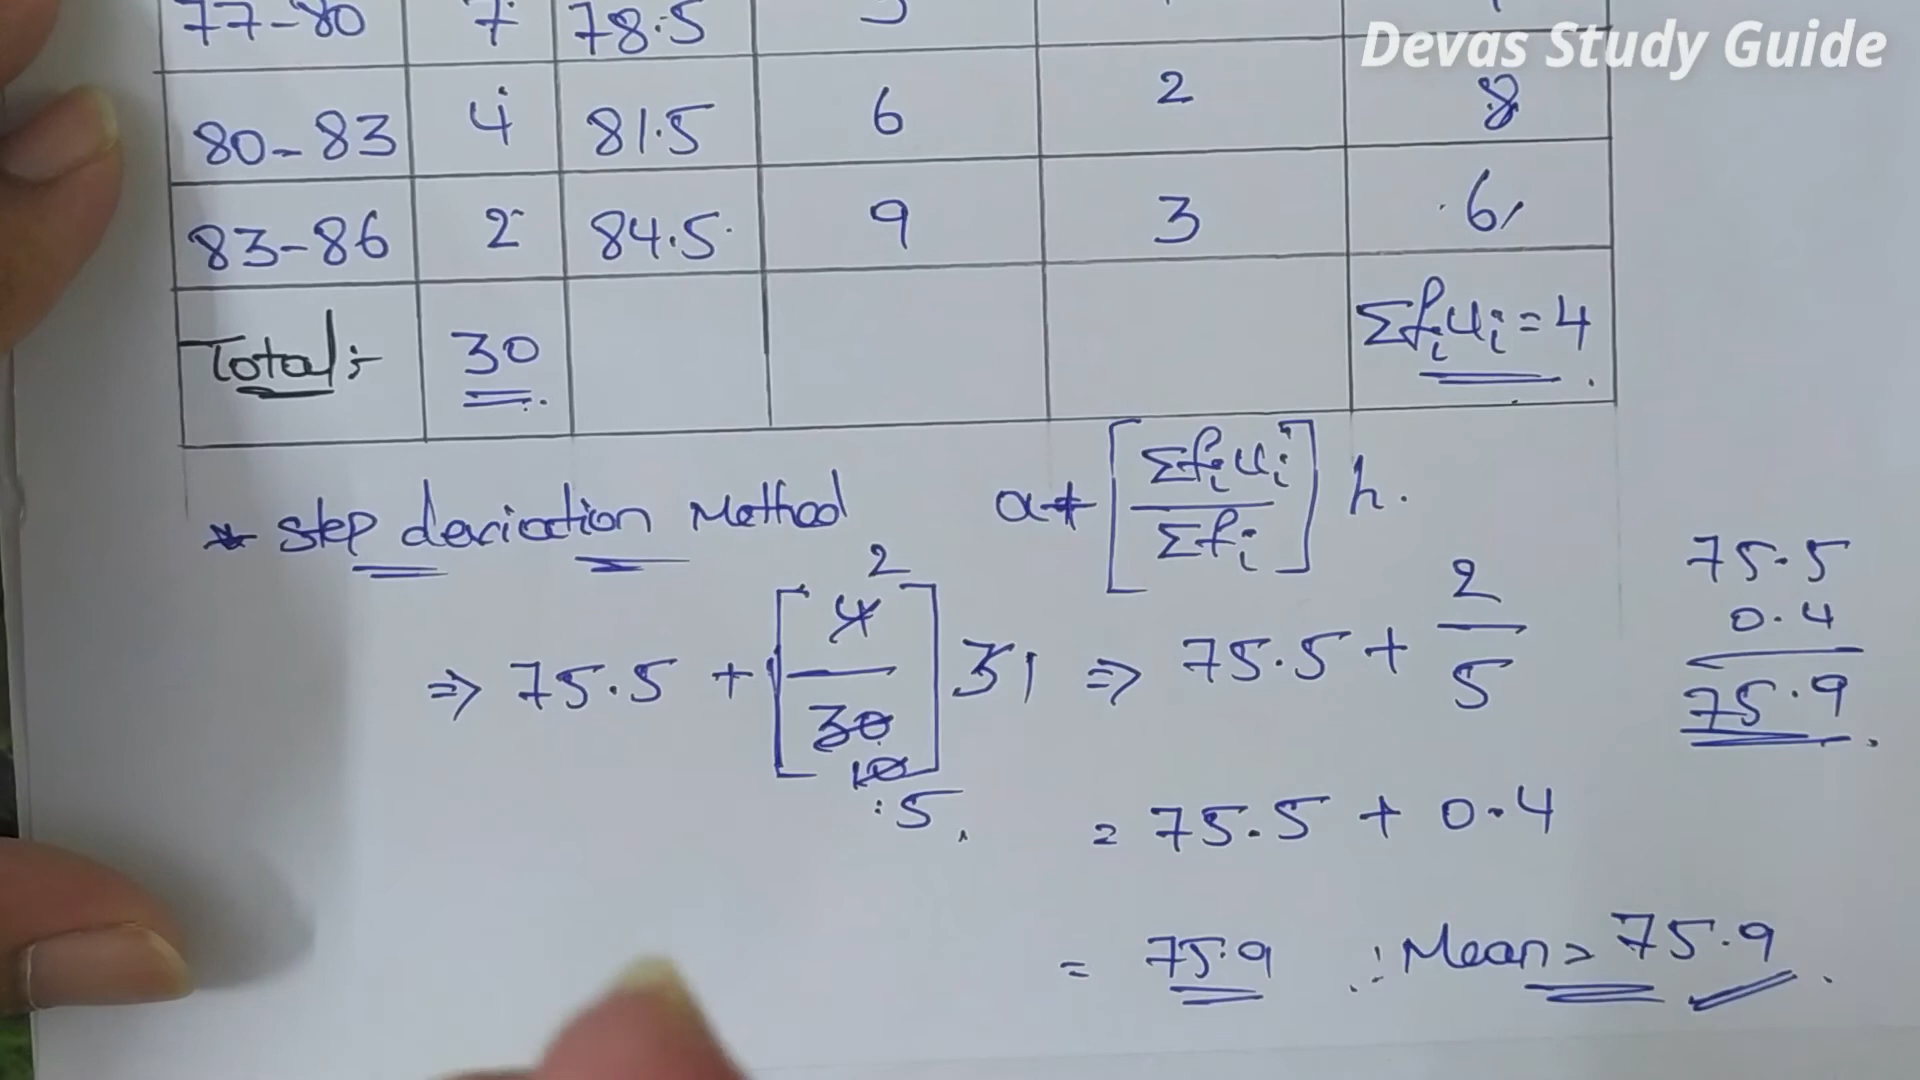 Devas Study Guide
77-80 7 78.5 3
80-83 4 81.5 6 2 8
83-86 2 84.5 9 3 6
Total:- 30 Σfᵢuᵢ = 4
* Step deviation Method a + [Σfᵢuᵢ / Σfᵢ] h.
⇒ 75.5 + [4 / 30] 3 1 ⇒ 75.5 + 2/5
2
10
5
= 75.5 + 0.4
= 75.9 ∴ Mean = 75.9
75.5
0.4
75.9